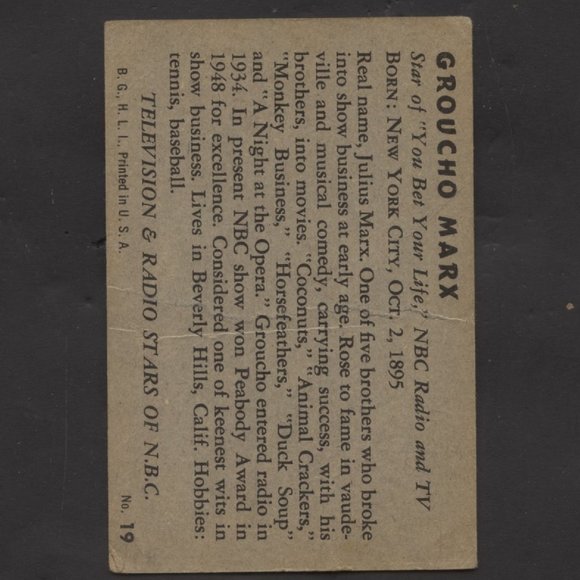 GROUCHO MARX
Star of "You Bet Your Life," NBC Radio and TV
BORN: NEW YORK CITY, OCT. 2, 1895
Real name, Julius Marx. One of five brothers who broke
into show business at early age. Rose to fame in vaude-
ville and musical comedy, carrying success, with his
brothers, into movies. "Coconuts," "Animal Crackers,"
"Monkey Business," "Horsefeathers," "Duck Soup"
and "A Night at the Opera." Groucho entered radio in
1934. In present NBC show won Peabody Award in
1948 for excellence. Considered one of keenest wits in
show business. Lives in Beverly Hills, Calif. Hobbies:
tennis, baseball.
TELEVISION & RADIO STARS OF N.B.C.
B. G., H. L. I., Printed in U. S. A.
No. 19